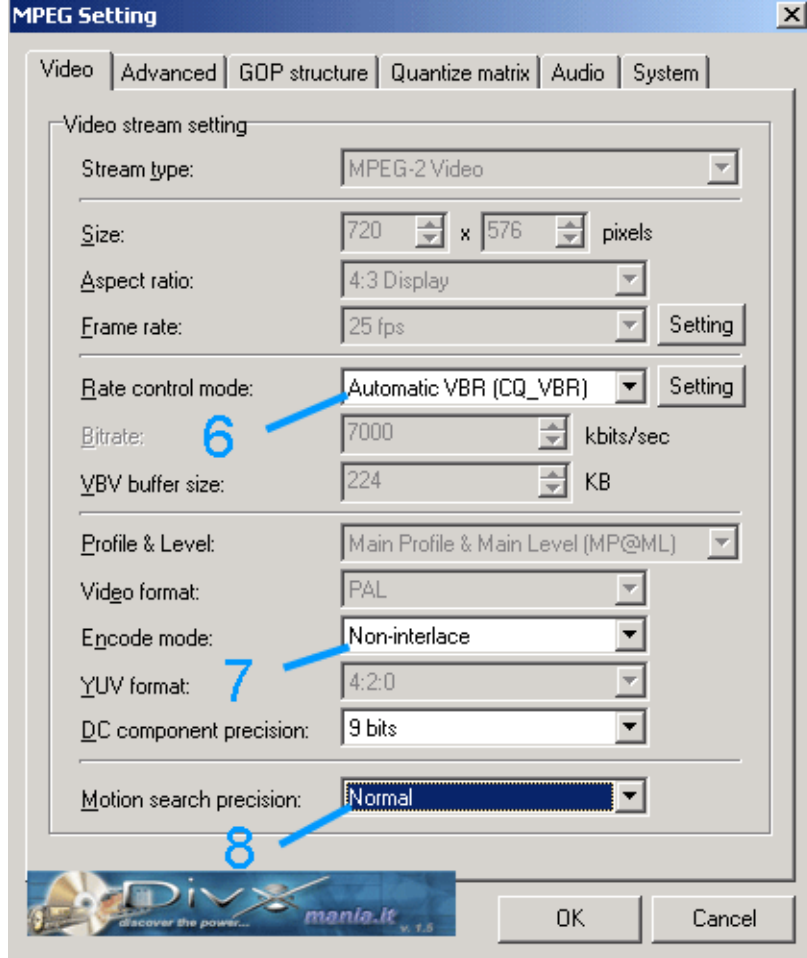 MPEG Setting
Video Advanced GOP structure Quantize matrix Audio System
Video stream setting
Stream type: MPEG-2 Video
Size: 720 x 576 pixels
Aspect ratio: 4:3 Display
Frame rate: 25 fps Setting
Rate control mode: Automatic VBR (CQ_VBR) Setting
6
Bitrate: 7000 kbits/sec
VBV buffer size: 224 KB
Profile & Level: Main Profile & Main Level (MP@ML)
Video format: PAL
Encode mode: Non-interlace
7
YUV format: 4:2:0
DC component precision: 9 bits
Motion search precision: Normal
8
DivX
discover the power... mania.it v. 1.5
OK Cancel